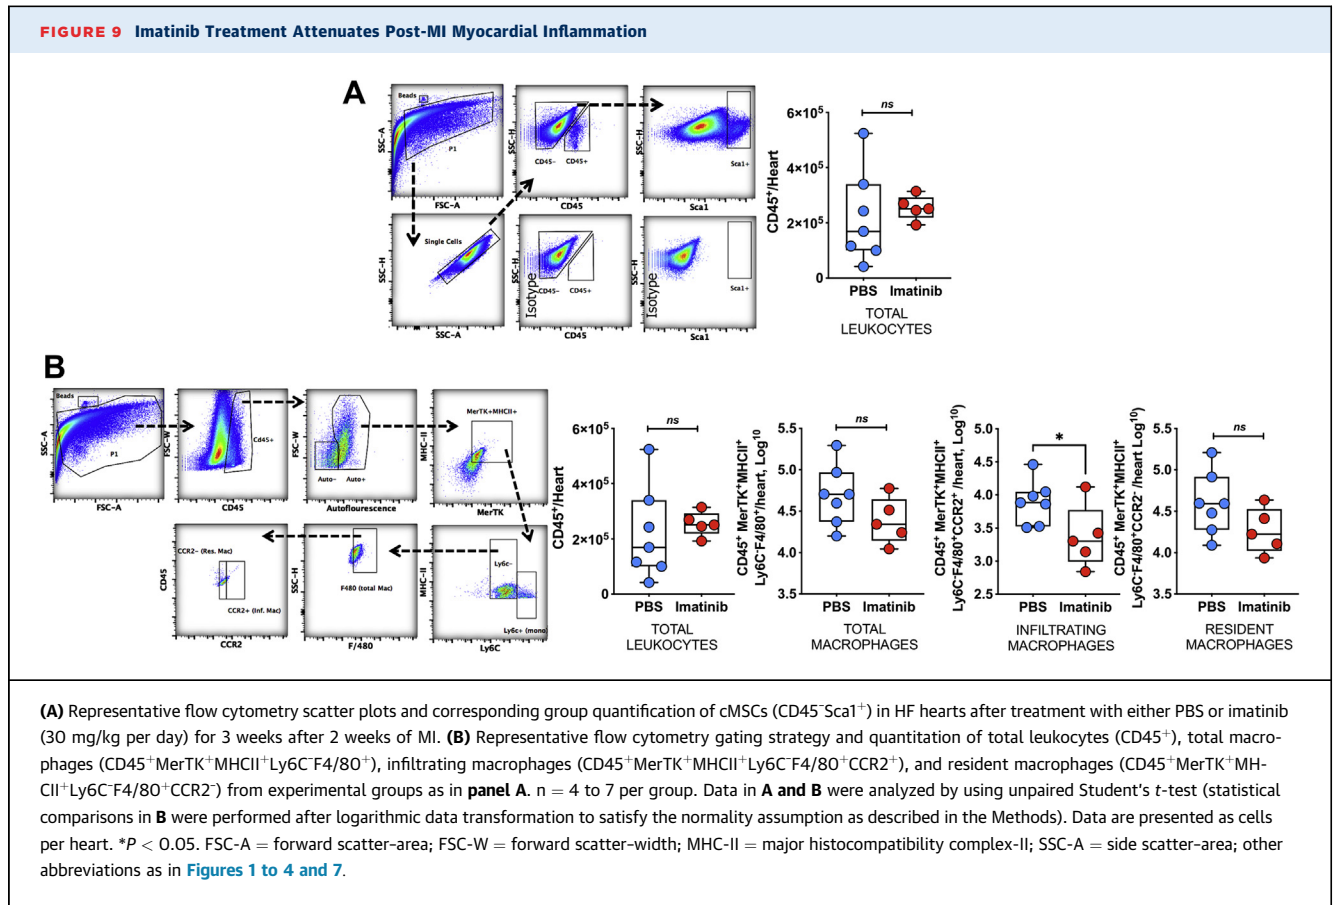 FIGURE 9 Imatinib Treatment Attenuates Post-MI Myocardial Inflammation
A
Beads
P1
SSC-A
FSC-A
SSC-H
CD45-
CD45+
CD45
SSC-H
Sca1+
Sca1
Single Cells
SSC-H
SSC-A
SSC-H
Isotype
CD45-
CD45+
CD45
SSC-H
Isotype
Sca1+
Sca1
CD45⁺/Heart
6×10⁵
4×10⁵
2×10⁵
0
ns
PBS
Imatinib
TOTAL
LEUKOCYTES
B
Beads
P1
SSC-A
FSC-A
FSC-W
Cd45+
CD45
FSC-W
Auto-
Auto+
Autoflourescence
MHC-II
MerTK+MHCII+
MerTK
CD45
CCR2- (Res. Mac)
CCR2+ (Inf. Mac)
CCR2
SSC-H
F480 (total Mac)
F/480
MHC-II
Ly6c-
Ly6c+ (mono
Ly6C
CD45⁺/Heart
6×10⁵
4×10⁵
2×10⁵
0
ns
PBS
Imatinib
TOTAL
LEUKOCYTES
CD45⁺ MerTK⁺MHCII⁺
Ly6C⁻F4/80⁺/heart, Log¹⁰)
5.5
5.0
4.5
4.0
3.5
ns
PBS
Imatinib
TOTAL
MACROPHAGES
CD45⁺ MerTK⁺MHCII⁺
Ly6C⁻F4/80⁺CCR2⁺ /heart, Log¹⁰)
5.0
4.5
4.0
3.5
3.0
2.5
*
PBS
Imatinib
INFILTRATING
MACROPHAGES
CD45⁺ MerTK⁺MHCII⁺
Ly6C⁻F4/80⁺CCR2⁻ /heart Log¹⁰)
5.5
5.0
4.5
4.0
3.5
ns
PBS
Imatinib
RESIDENT
MACROPHAGES
(A) Representative flow cytometry scatter plots and corresponding group quantification of cMSCs (CD45⁻Sca1⁺) in HF hearts after treatment with either PBS or imatinib
(30 mg/kg per day) for 3 weeks after 2 weeks of MI. (B) Representative flow cytometry gating strategy and quantitation of total leukocytes (CD45⁺), total macro-
phages (CD45⁺MerTK⁺MHCII⁺Ly6C⁻F4/80⁺), infiltrating macrophages (CD45⁺MerTK⁺MHCII⁺Ly6C⁻F4/80⁺CCR2⁺), and resident macrophages (CD45⁺MerTK⁺MH-
CII⁺Ly6C⁻F4/80⁺CCR2⁻) from experimental groups as in panel A. n = 4 to 7 per group. Data in A and B were analyzed by using unpaired Student's t-test (statistical
comparisons in B were performed after logarithmic data transformation to satisfy the normality assumption as described in the Methods). Data are presented as cells
per heart. *P < 0.05. FSC-A = forward scatter-area; FSC-W = forward scatter-width; MHC-II = major histocompatibility complex-II; SSC-A = side scatter-area; other
abbreviations as in Figures 1 to 4 and 7.